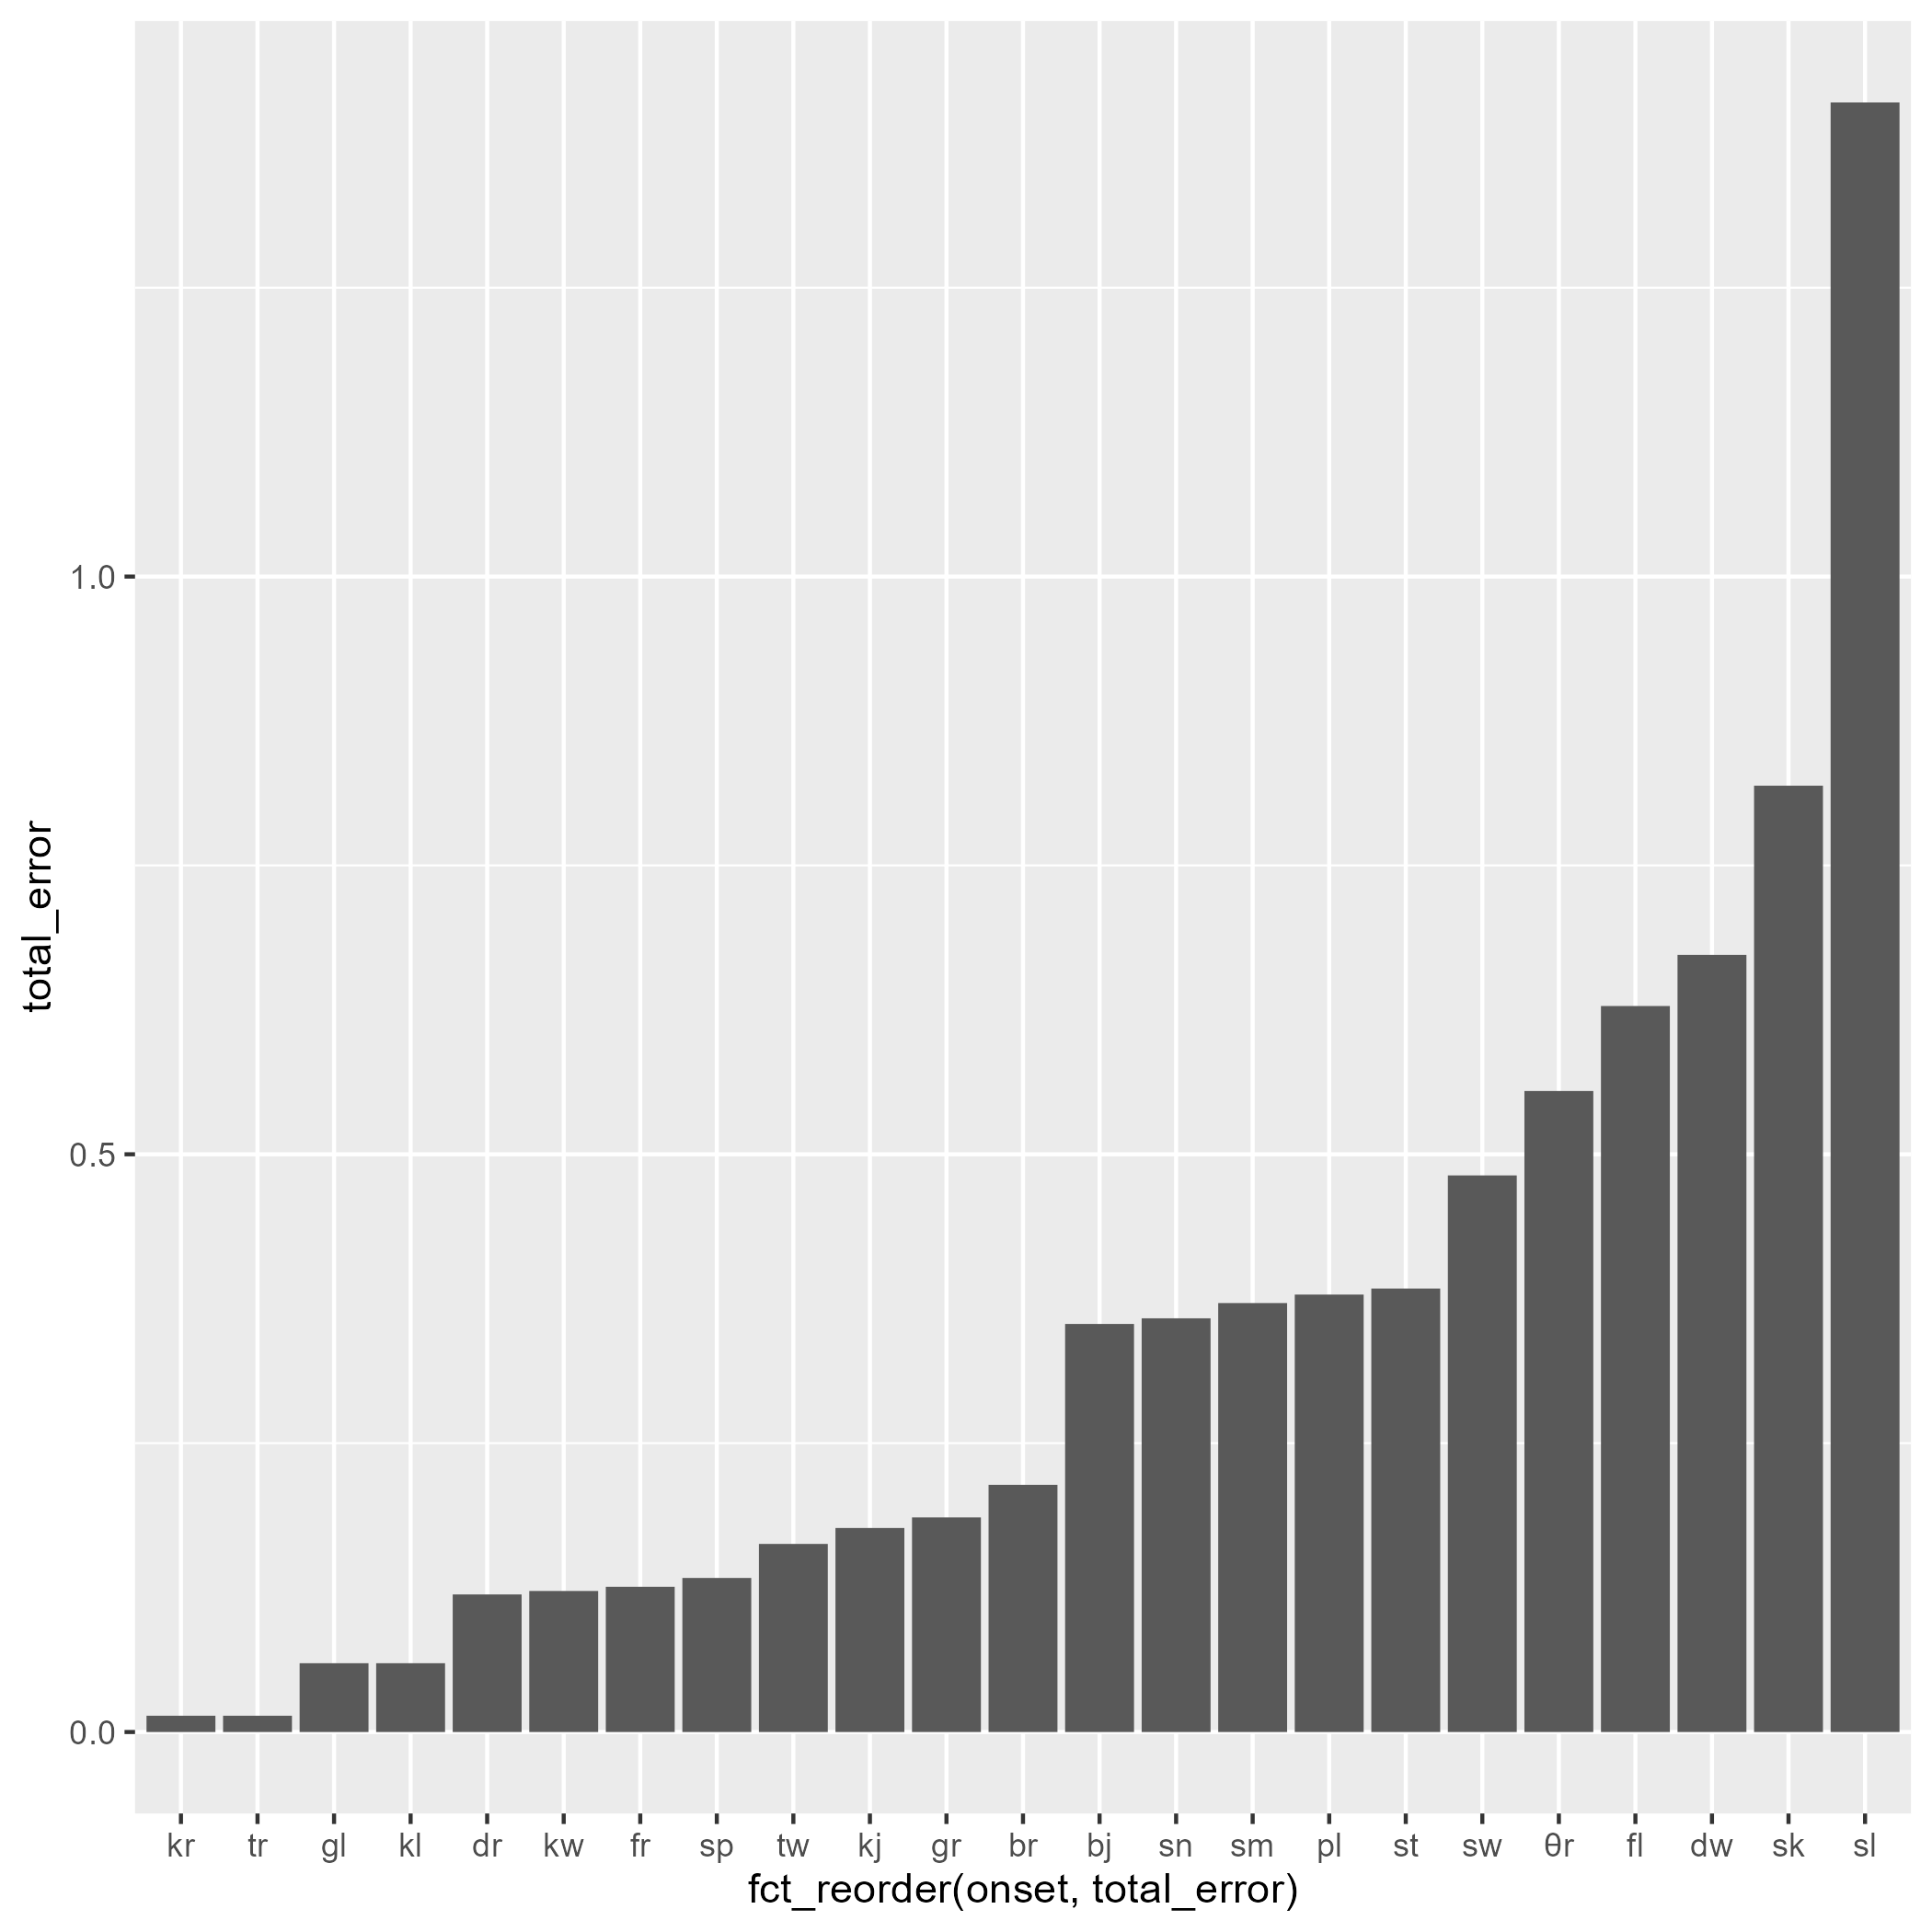 total_error
1.0
0.5
0.0
kr tr gl kl dr kw fr sp tw kj gr br bj sn sm pl st sw θr fl dw sk sl
fct_reorder(onset, total_error)